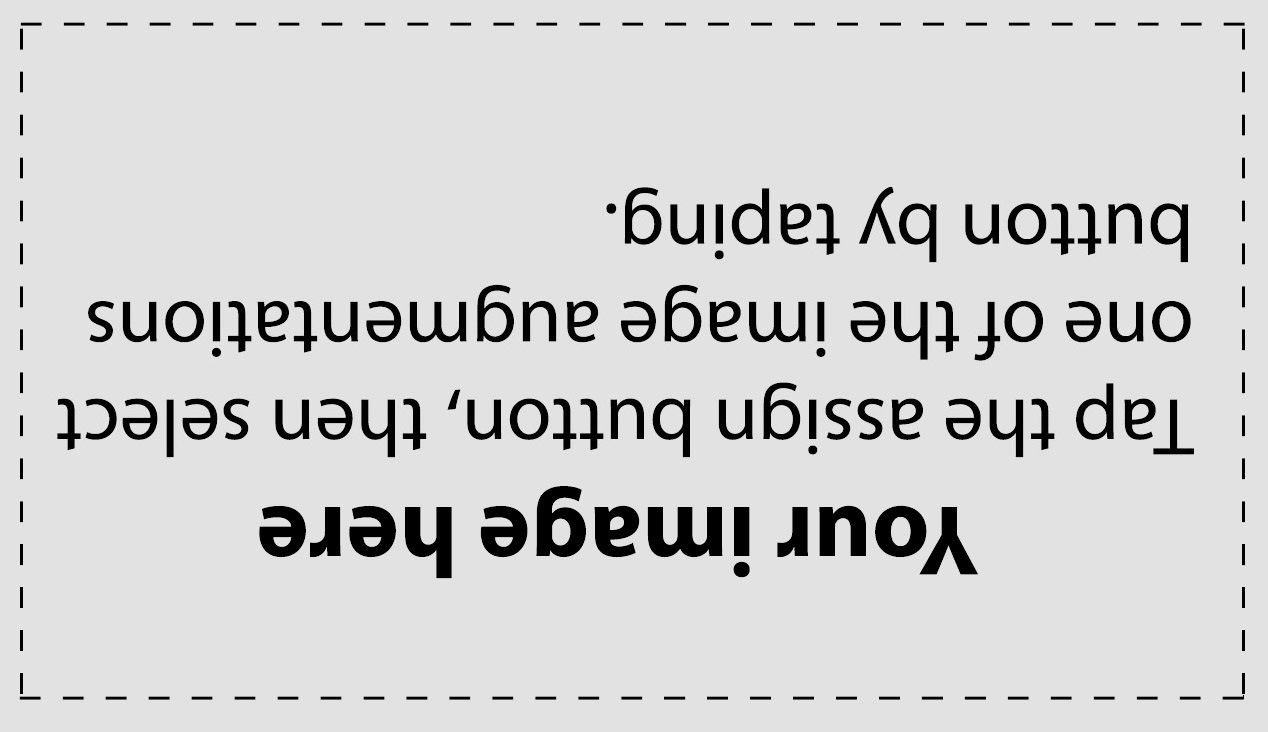 Your image here
Tap the assign button, then select
one of the image augmentations
button by taping.